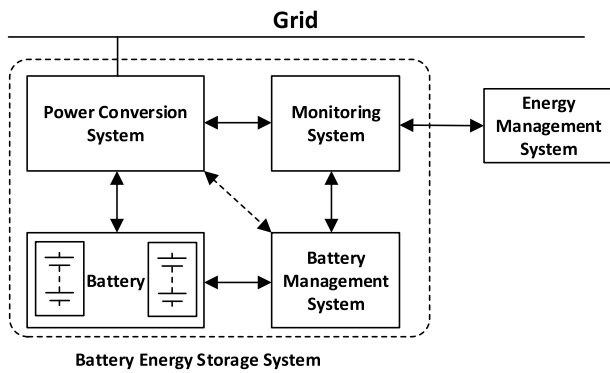 Grid
Power Conversion
System
Monitoring
System
Energy
Management
System
Battery
Battery
Management
System
Battery Energy Storage System